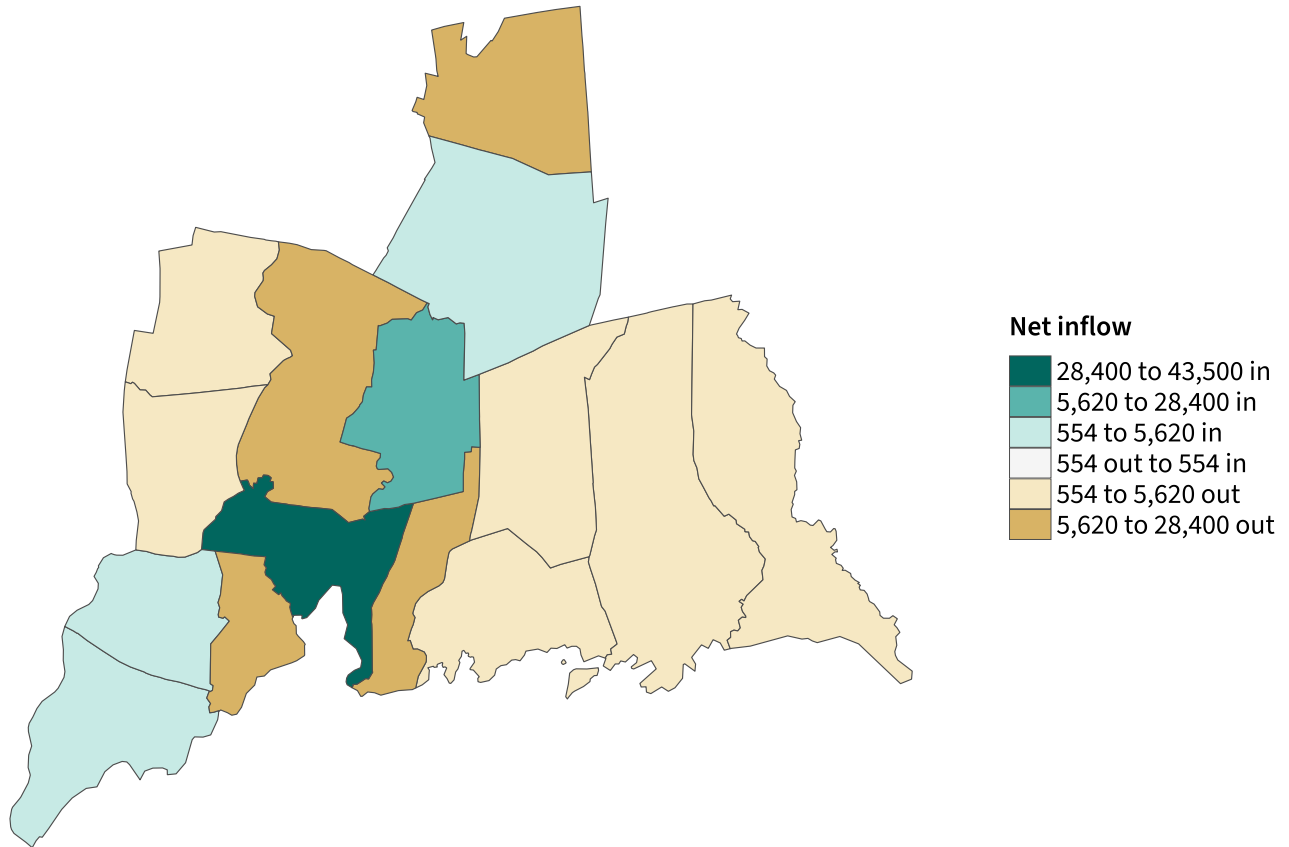 Net inflow
28,400 to 43,500 in
5,620 to 28,400 in
554 to 5,620 in
554 out to 554 in
554 to 5,620 out
5,620 to 28,400 out